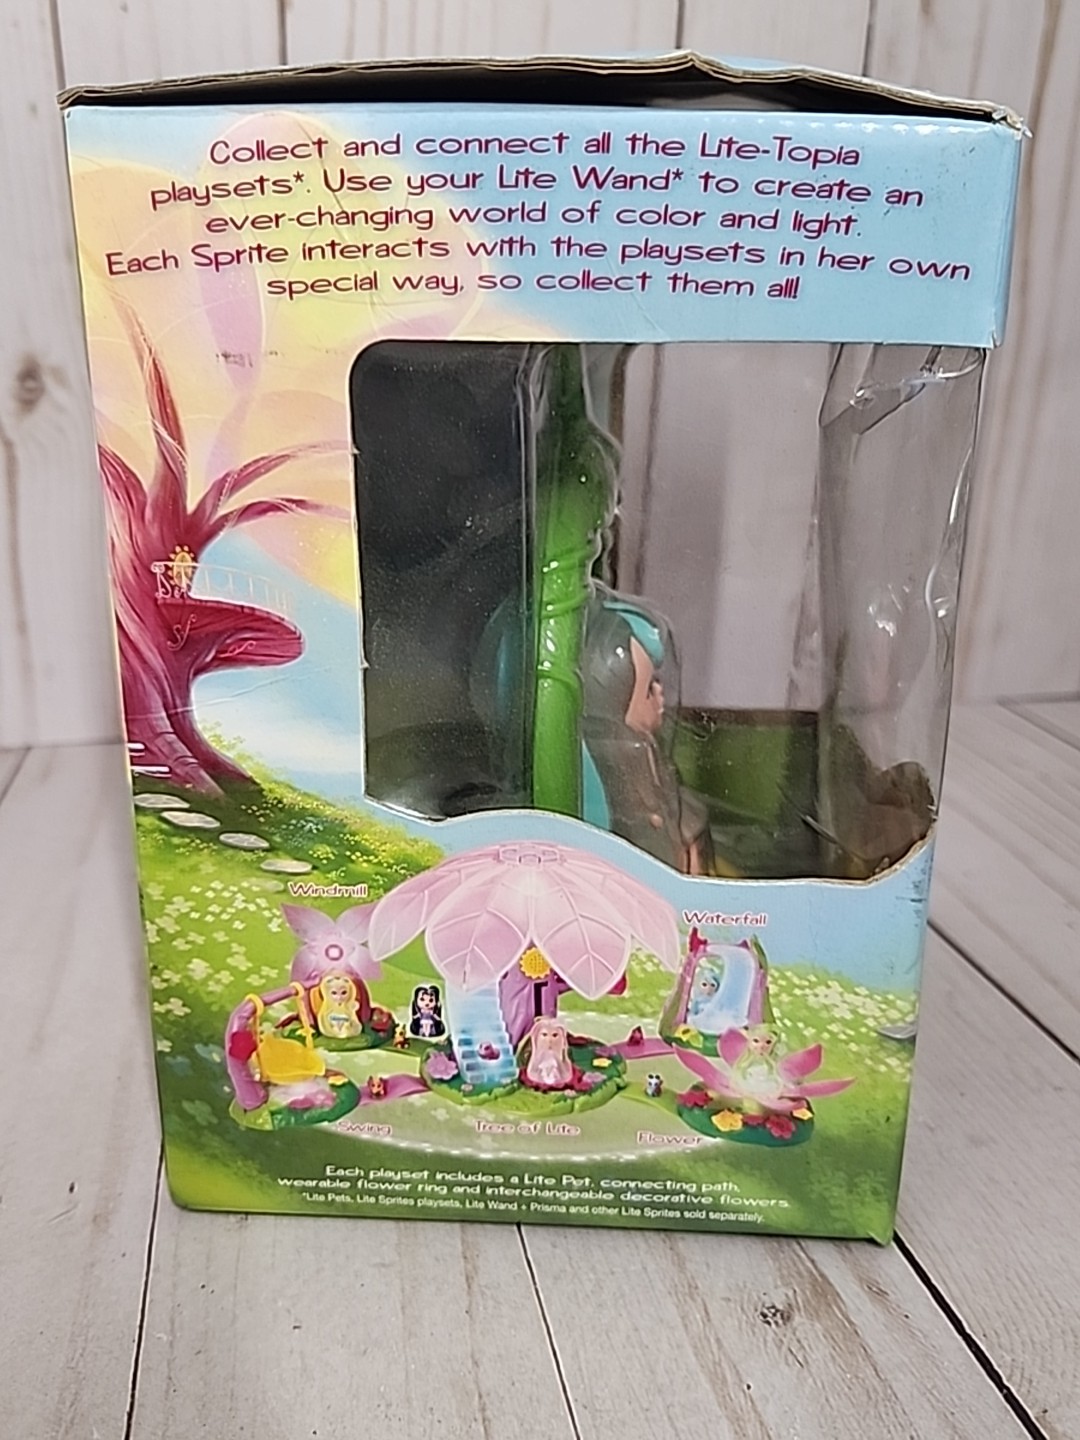 Collect and connect all the Lite-Topia
playsets*. Use your Lite Wand* to create an
ever-changing world of color and light.
Each Sprite interacts with the playsets in her own
special way, so collect them all!
Windmill
Waterfall
Swing
Tree of Lite
Flower
Each playset includes a Lite Pet, connecting path,
wearable flower ring and interchangeable decorative flowers.
*Lite Pets, Lite Sprites playsets, Lite Wand + Prisma and other Lite Sprites sold separately.